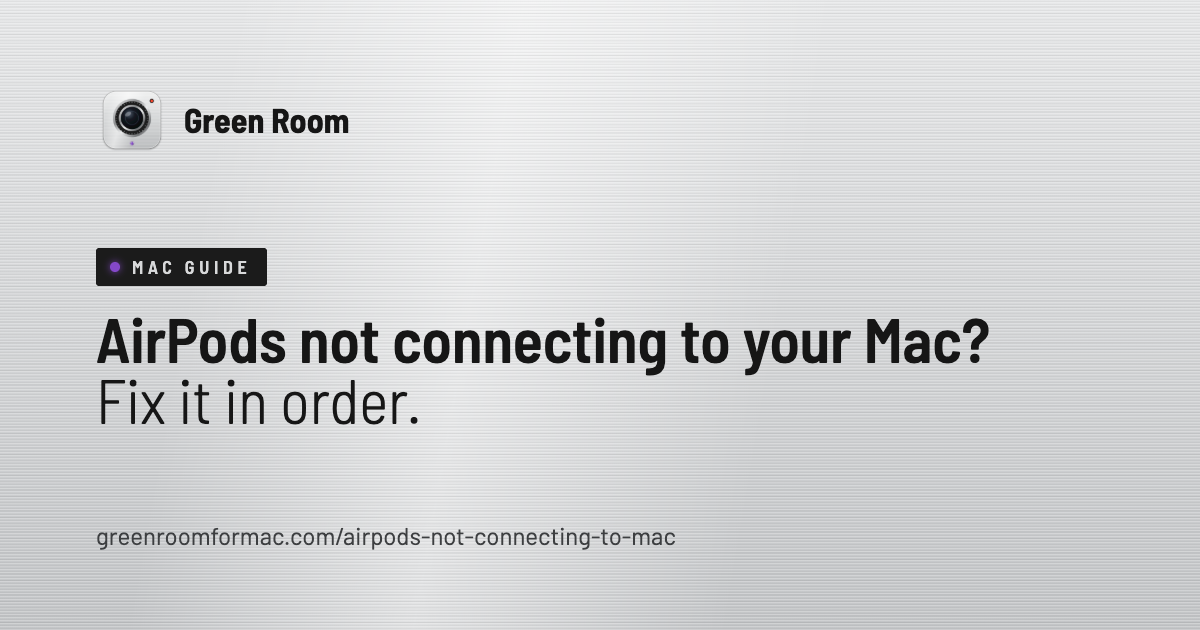 Green Room
MAC GUIDE
AirPods not connecting to your Mac?
Fix it in order.
greenroomformac.com/airpods-not-connecting-to-mac